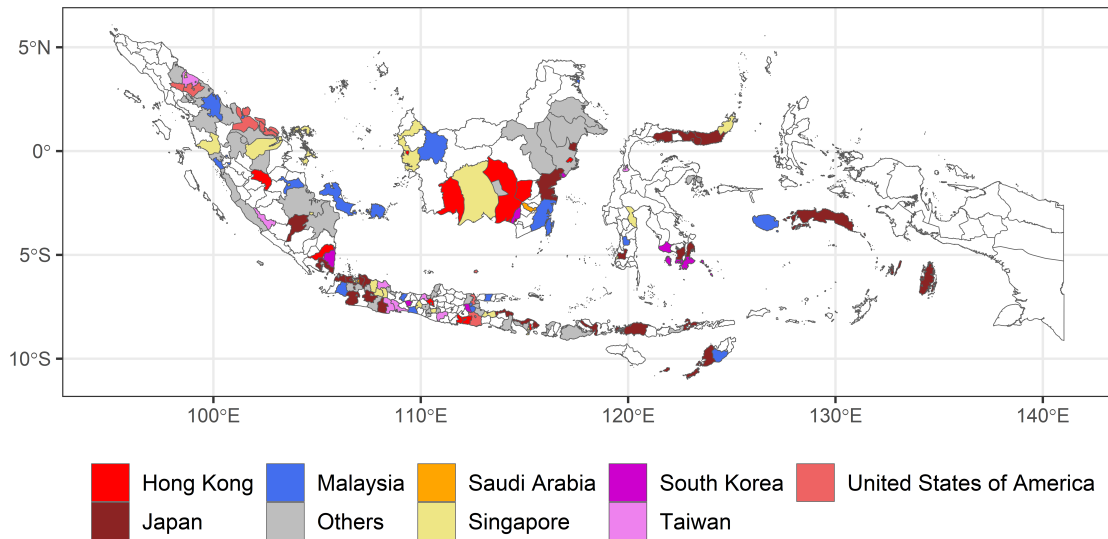 5°N
0°
5°S
10°S
100°E 110°E 120°E 130°E 140°E
Hong Kong Malaysia Saudi Arabia South Korea United States of America
Japan Others Singapore Taiwan